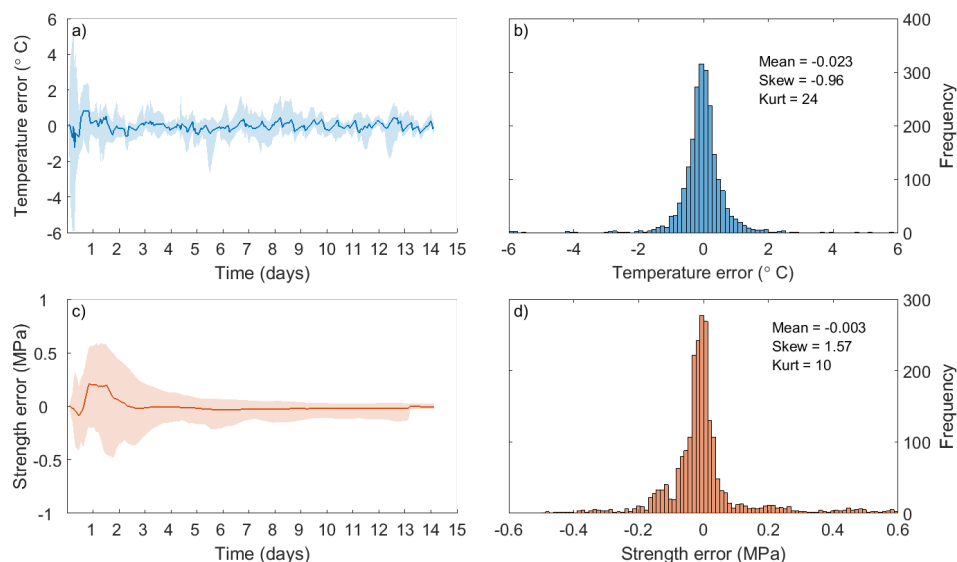 a)
Temperature error (° C)
6
4
2
0
-2
-4
-6
1 2 3 4 5 6 7 8 9 10 11 12 13 14 15
Time (days)
b)
Mean = -0.023
Skew = -0.96
Kurt = 24
400
300
200
100
0
Frequency
-6 -4 -2 0 2 4 6
Temperature error (° C)
c)
Strength error (MPa)
1
0.5
0
-0.5
-1
1 2 3 4 5 6 7 8 9 10 11 12 13 14 15
Time (days)
d)
Mean = -0.003
Skew = 1.57
Kurt = 10
300
200
100
0
Frequency
-0.6 -0.4 -0.2 0 0.2 0.4 0.6
Strength error (MPa)